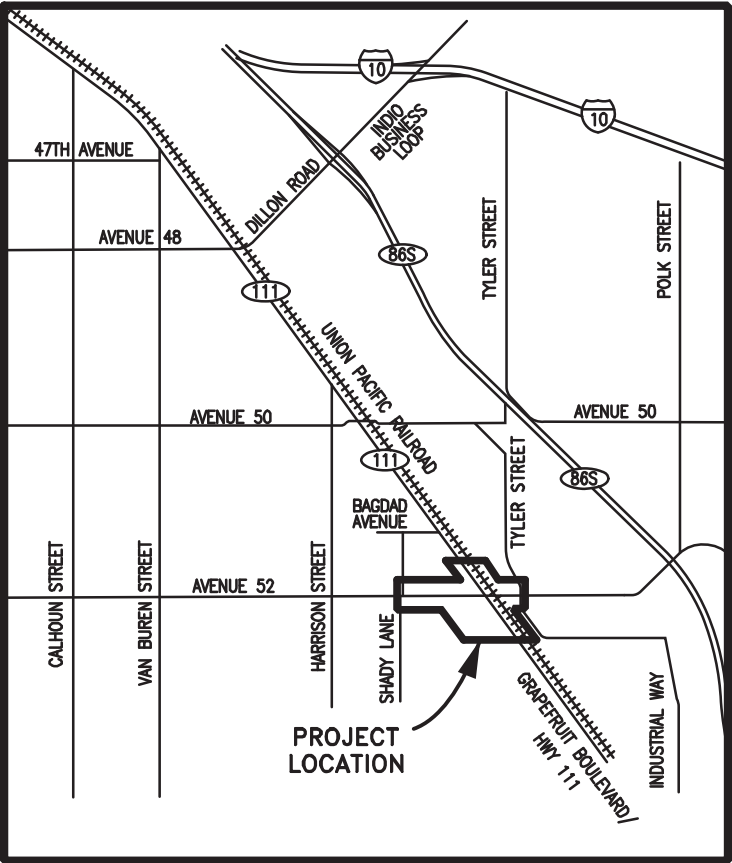 10
10
INDIO
BUSINESS
LOOP
47TH AVENUE
DILLON ROAD
AVENUE 48
86S
TYLER STREET
POLK STREET
111
UNION PACIFIC RAILROAD
AVENUE 50
AVENUE 50
111
86S
TYLER STREET
BAGDAD
AVENUE
CALHOUN STREET
VAN BUREN STREET
HARRISON STREET
AVENUE 52
SHADY LANE
PROJECT
LOCATION
GRAPEFRUIT BOULEVARD/
HWY 111
INDUSTRIAL WAY